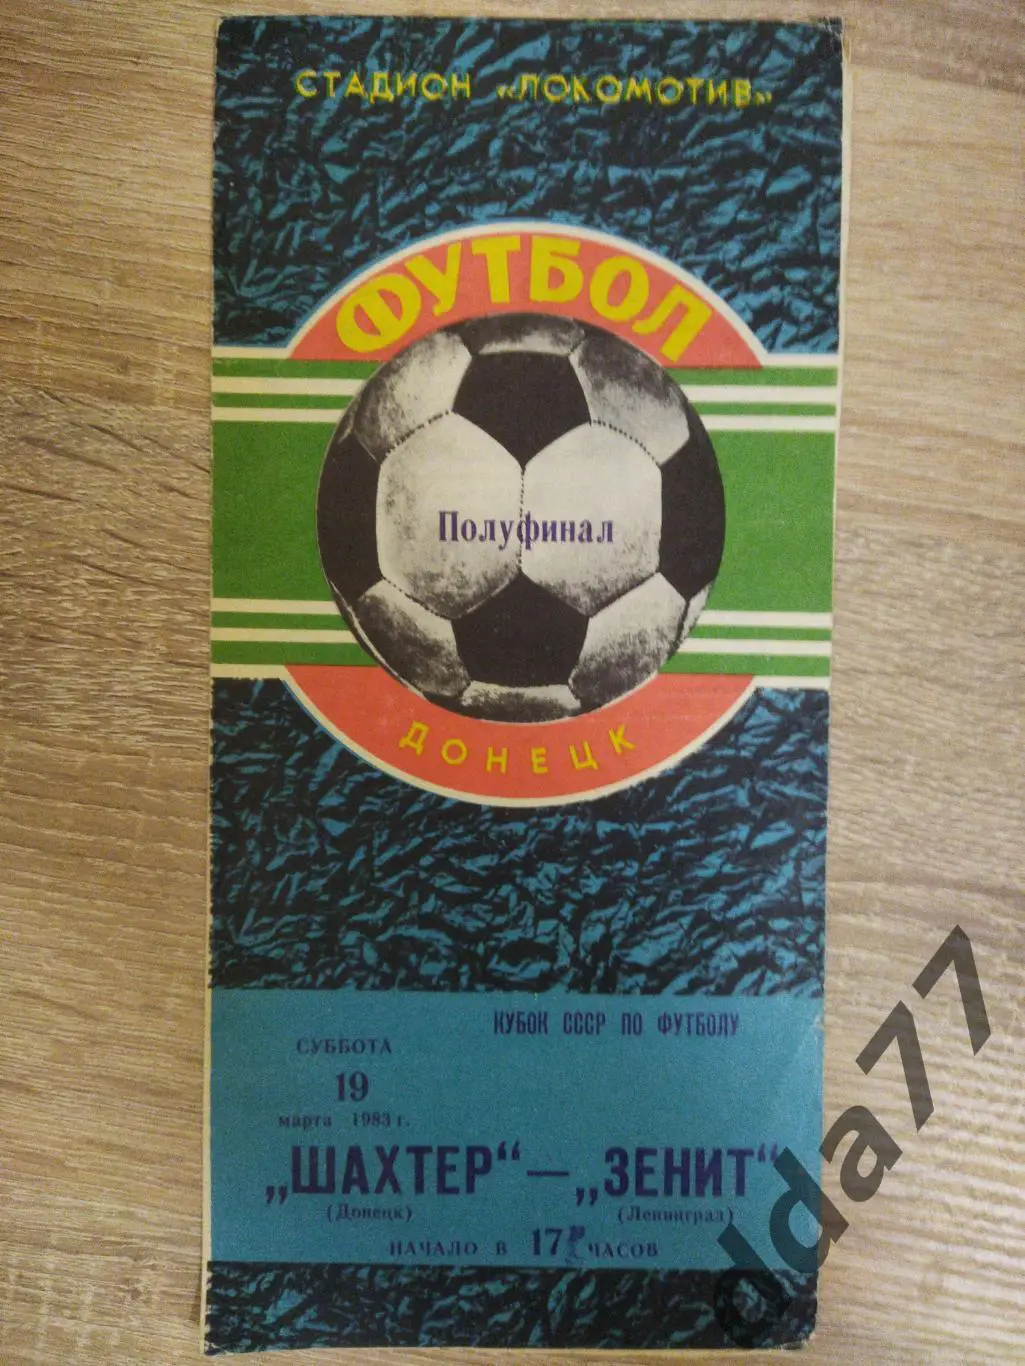 СТАДИОН «ЛОКОМОТИВ»
ФУТБОЛ
Полуфинал
ДОНЕЦК
КУБОК СССР ПО ФУТБОЛУ
СУББОТА
19
марта 1983 г.
„ШАХТЕР“ — „ЗЕНИТ“
(Донецк) (Ленинград)
НАЧАЛО В 17 ЧАСОВ
dda77